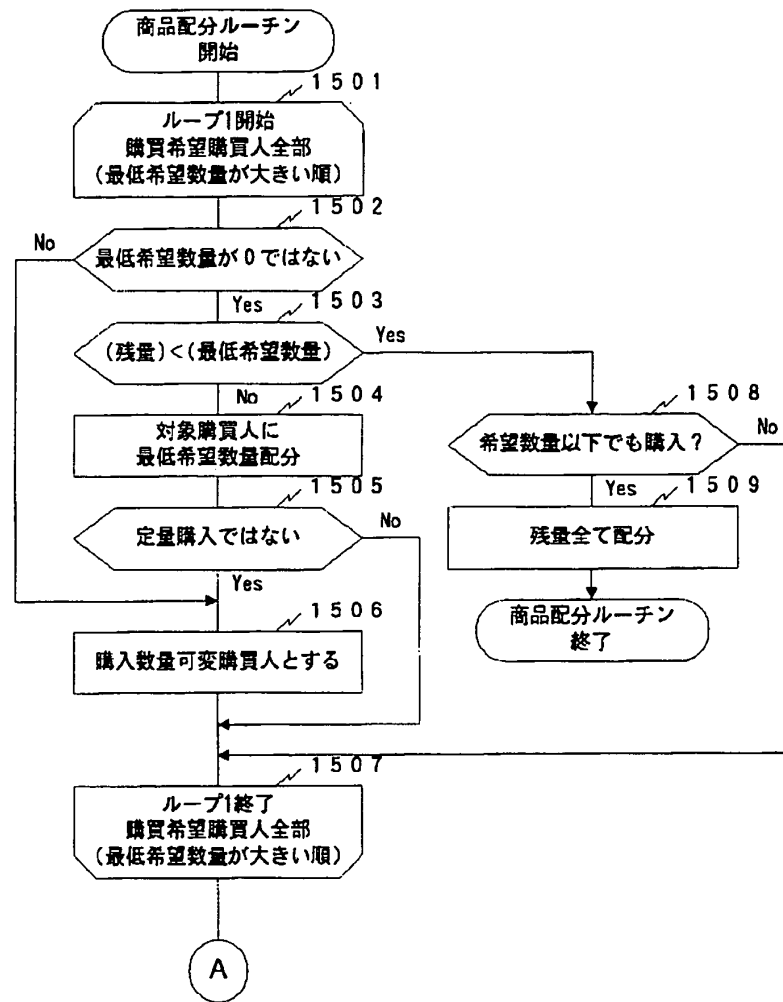 商品配分ルーチン
開始
1501
ループ1開始
購買希望購買人全部
(最低希望数量が大きい順)
1502
No
最低希望数量が0ではない
Yes
1503
(残量)<(最低希望数量)
Yes
No
1504
対象購買人に
最低希望数量配分
1508
希望数量以下でも購入?
No
Yes
1509
残量全て配分
商品配分ルーチン
終了
1505
定量購入ではない
No
Yes
1506
購入数量可変購買人とする
1507
ループ1終了
購買希望購買人全部
(最低希望数量が大きい順)
A